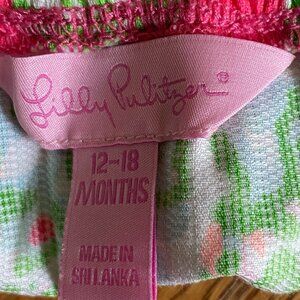 Lilly Pulitzer®
12-18
MONTHS
MADE IN
SRI LANKA